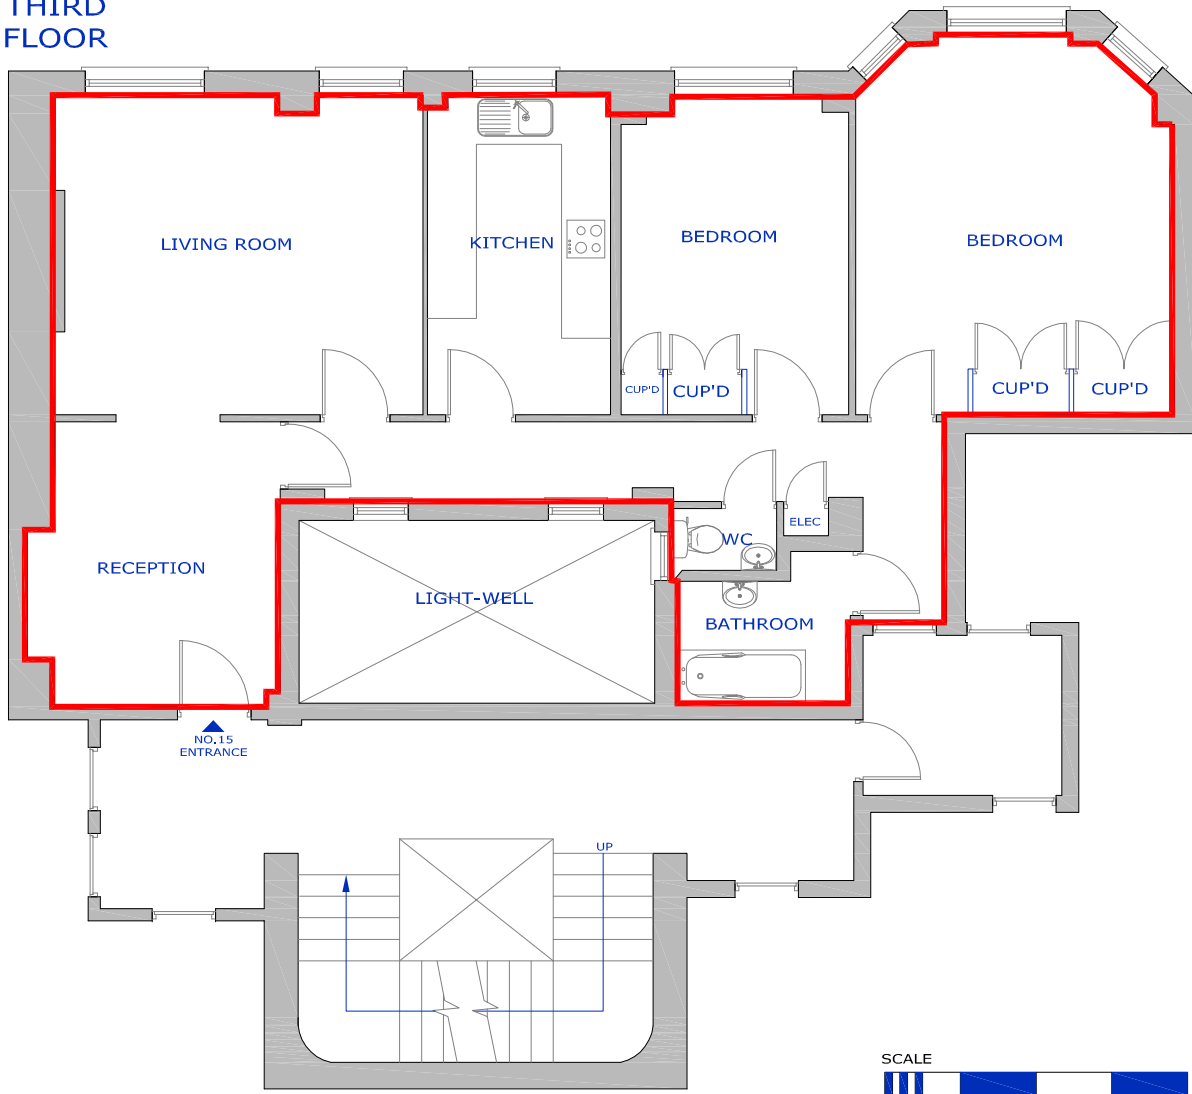 THIRD
FLOOR
LIVING ROOM
KITCHEN
BEDROOM
BEDROOM
CUP'D
CUP'D
CUP'D
CUP'D
ELEC
WC
RECEPTION
LIGHT-WELL
BATHROOM
NO.15
ENTRANCE
UP
SCALE